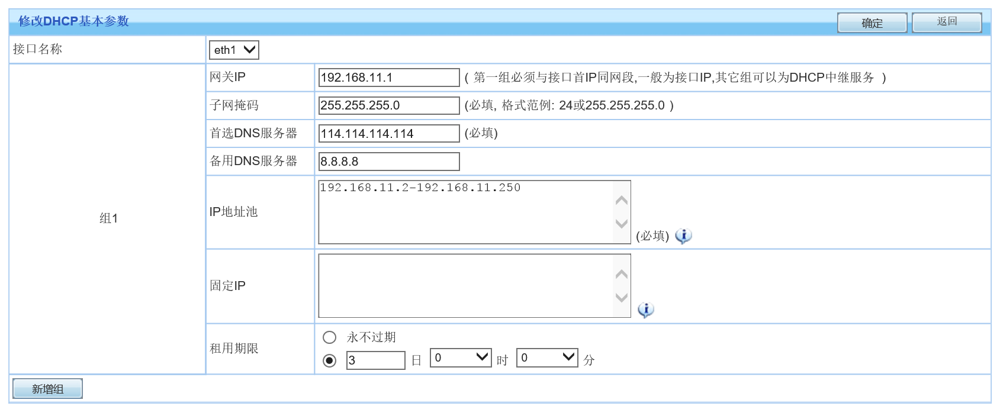 修改DHCP基本参数
确定
返回
接口名称
eth1
组1
网关IP
192.168.11.1
( 第一组必须与接口首IP同网段,一般为接口IP,其它组可以为DHCP中继服务 )
子网掩码
255.255.255.0
(必填, 格式范例: 24或255.255.255.0 )
首选DNS服务器
114.114.114.114
(必填)
备用DNS服务器
8.8.8.8
IP地址池
192.168.11.2-192.168.11.250
(必填)
固定IP
租用期限
永不过期
3 日 0 时 0 分
新增组